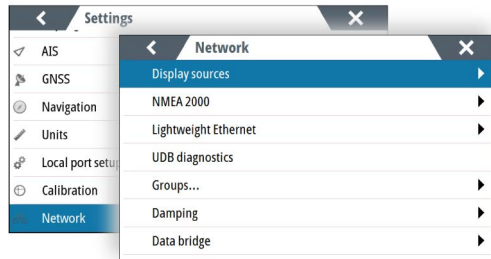 Settings
AIS
GNSS
Navigation
Units
Local port setup
Calibration
Network
Network
Display sources
NMEA 2000
Lightweight Ethernet
UDB diagnostics
Groups...
Damping
Data bridge